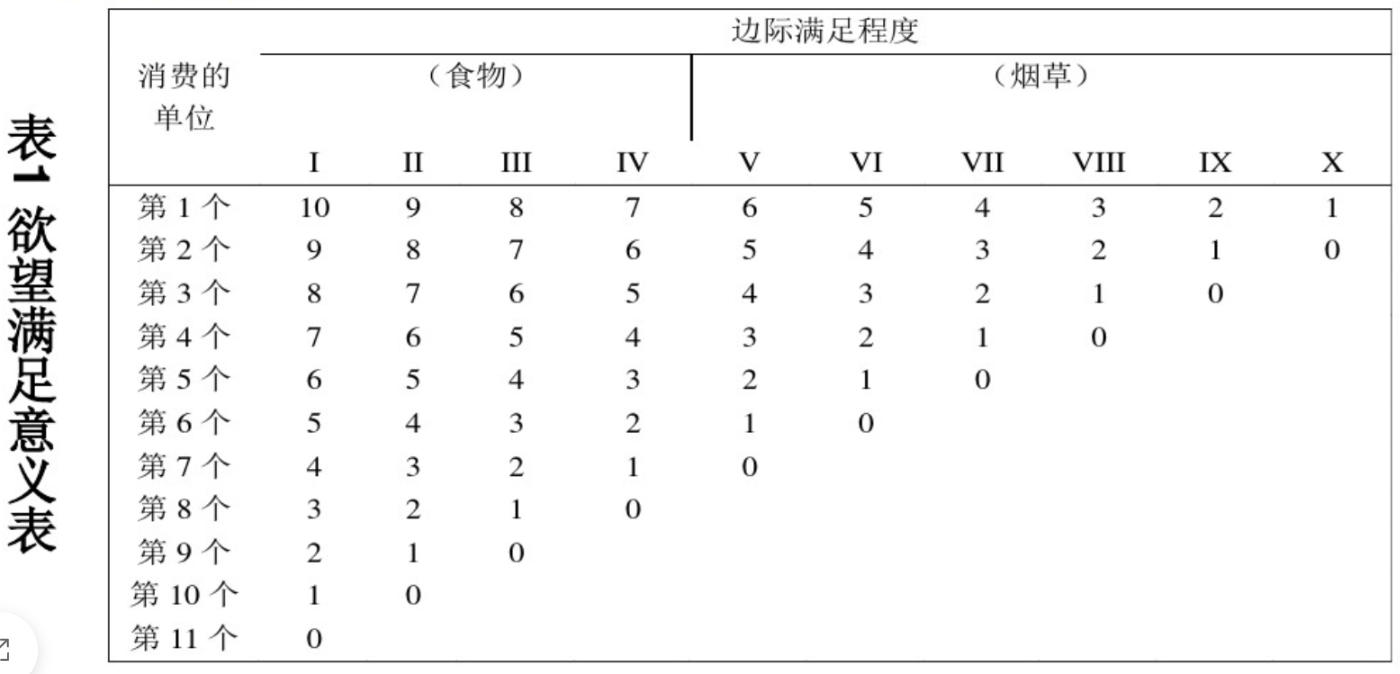 表1 欲望满足意义表
边际满足程度
消费的 （食物） （烟草）
单位
I II III IV V VI VII VIII IX X
第 1 个 10 9 8 7 6 5 4 3 2 1
第 2 个 9 8 7 6 5 4 3 2 1 0
第 3 个 8 7 6 5 4 3 2 1 0
第 4 个 7 6 5 4 3 2 1 0
第 5 个 6 5 4 3 2 1 0
第 6 个 5 4 3 2 1 0
第 7 个 4 3 2 1 0
第 8 个 3 2 1 0
第 9 个 2 1 0
第 10 个 1 0
第 11 个 0